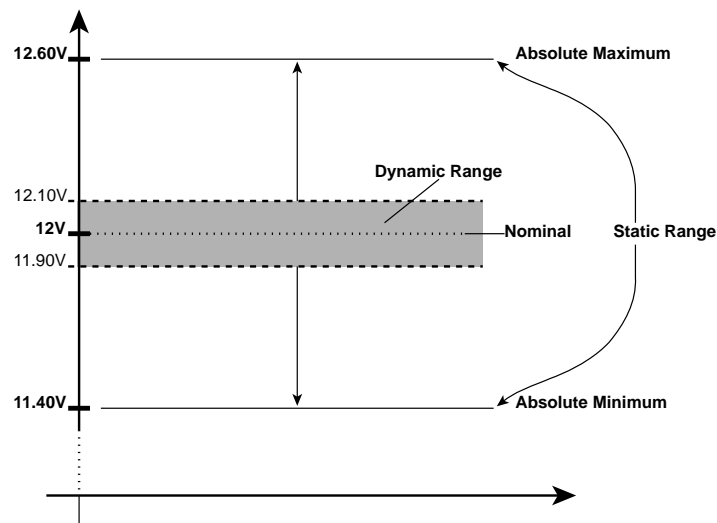 12.60V
Absolute Maximum
Dynamic Range
12.10V
12V
Nominal
Static Range
11.90V
11.40V
Absolute Minimum